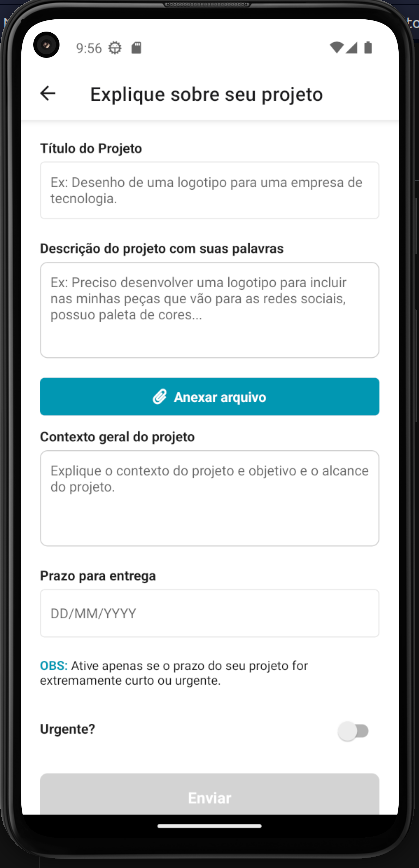 9:56
Explique sobre seu projeto
Título do Projeto
Ex: Desenho de uma logotipo para uma empresa de
tecnologia.
Descrição do projeto com suas palavras
Ex: Preciso desenvolver uma logotipo para incluir
nas minhas peças que vão para as redes sociais,
possuo paleta de cores...
Anexar arquivo
Contexto geral do projeto
Explique o contexto do projeto e objetivo e o alcance
do projeto.
Prazo para entrega
DD/MM/YYYY
OBS: Ative apenas se o prazo do seu projeto for
extremamente curto ou urgente.
Urgente?
Enviar